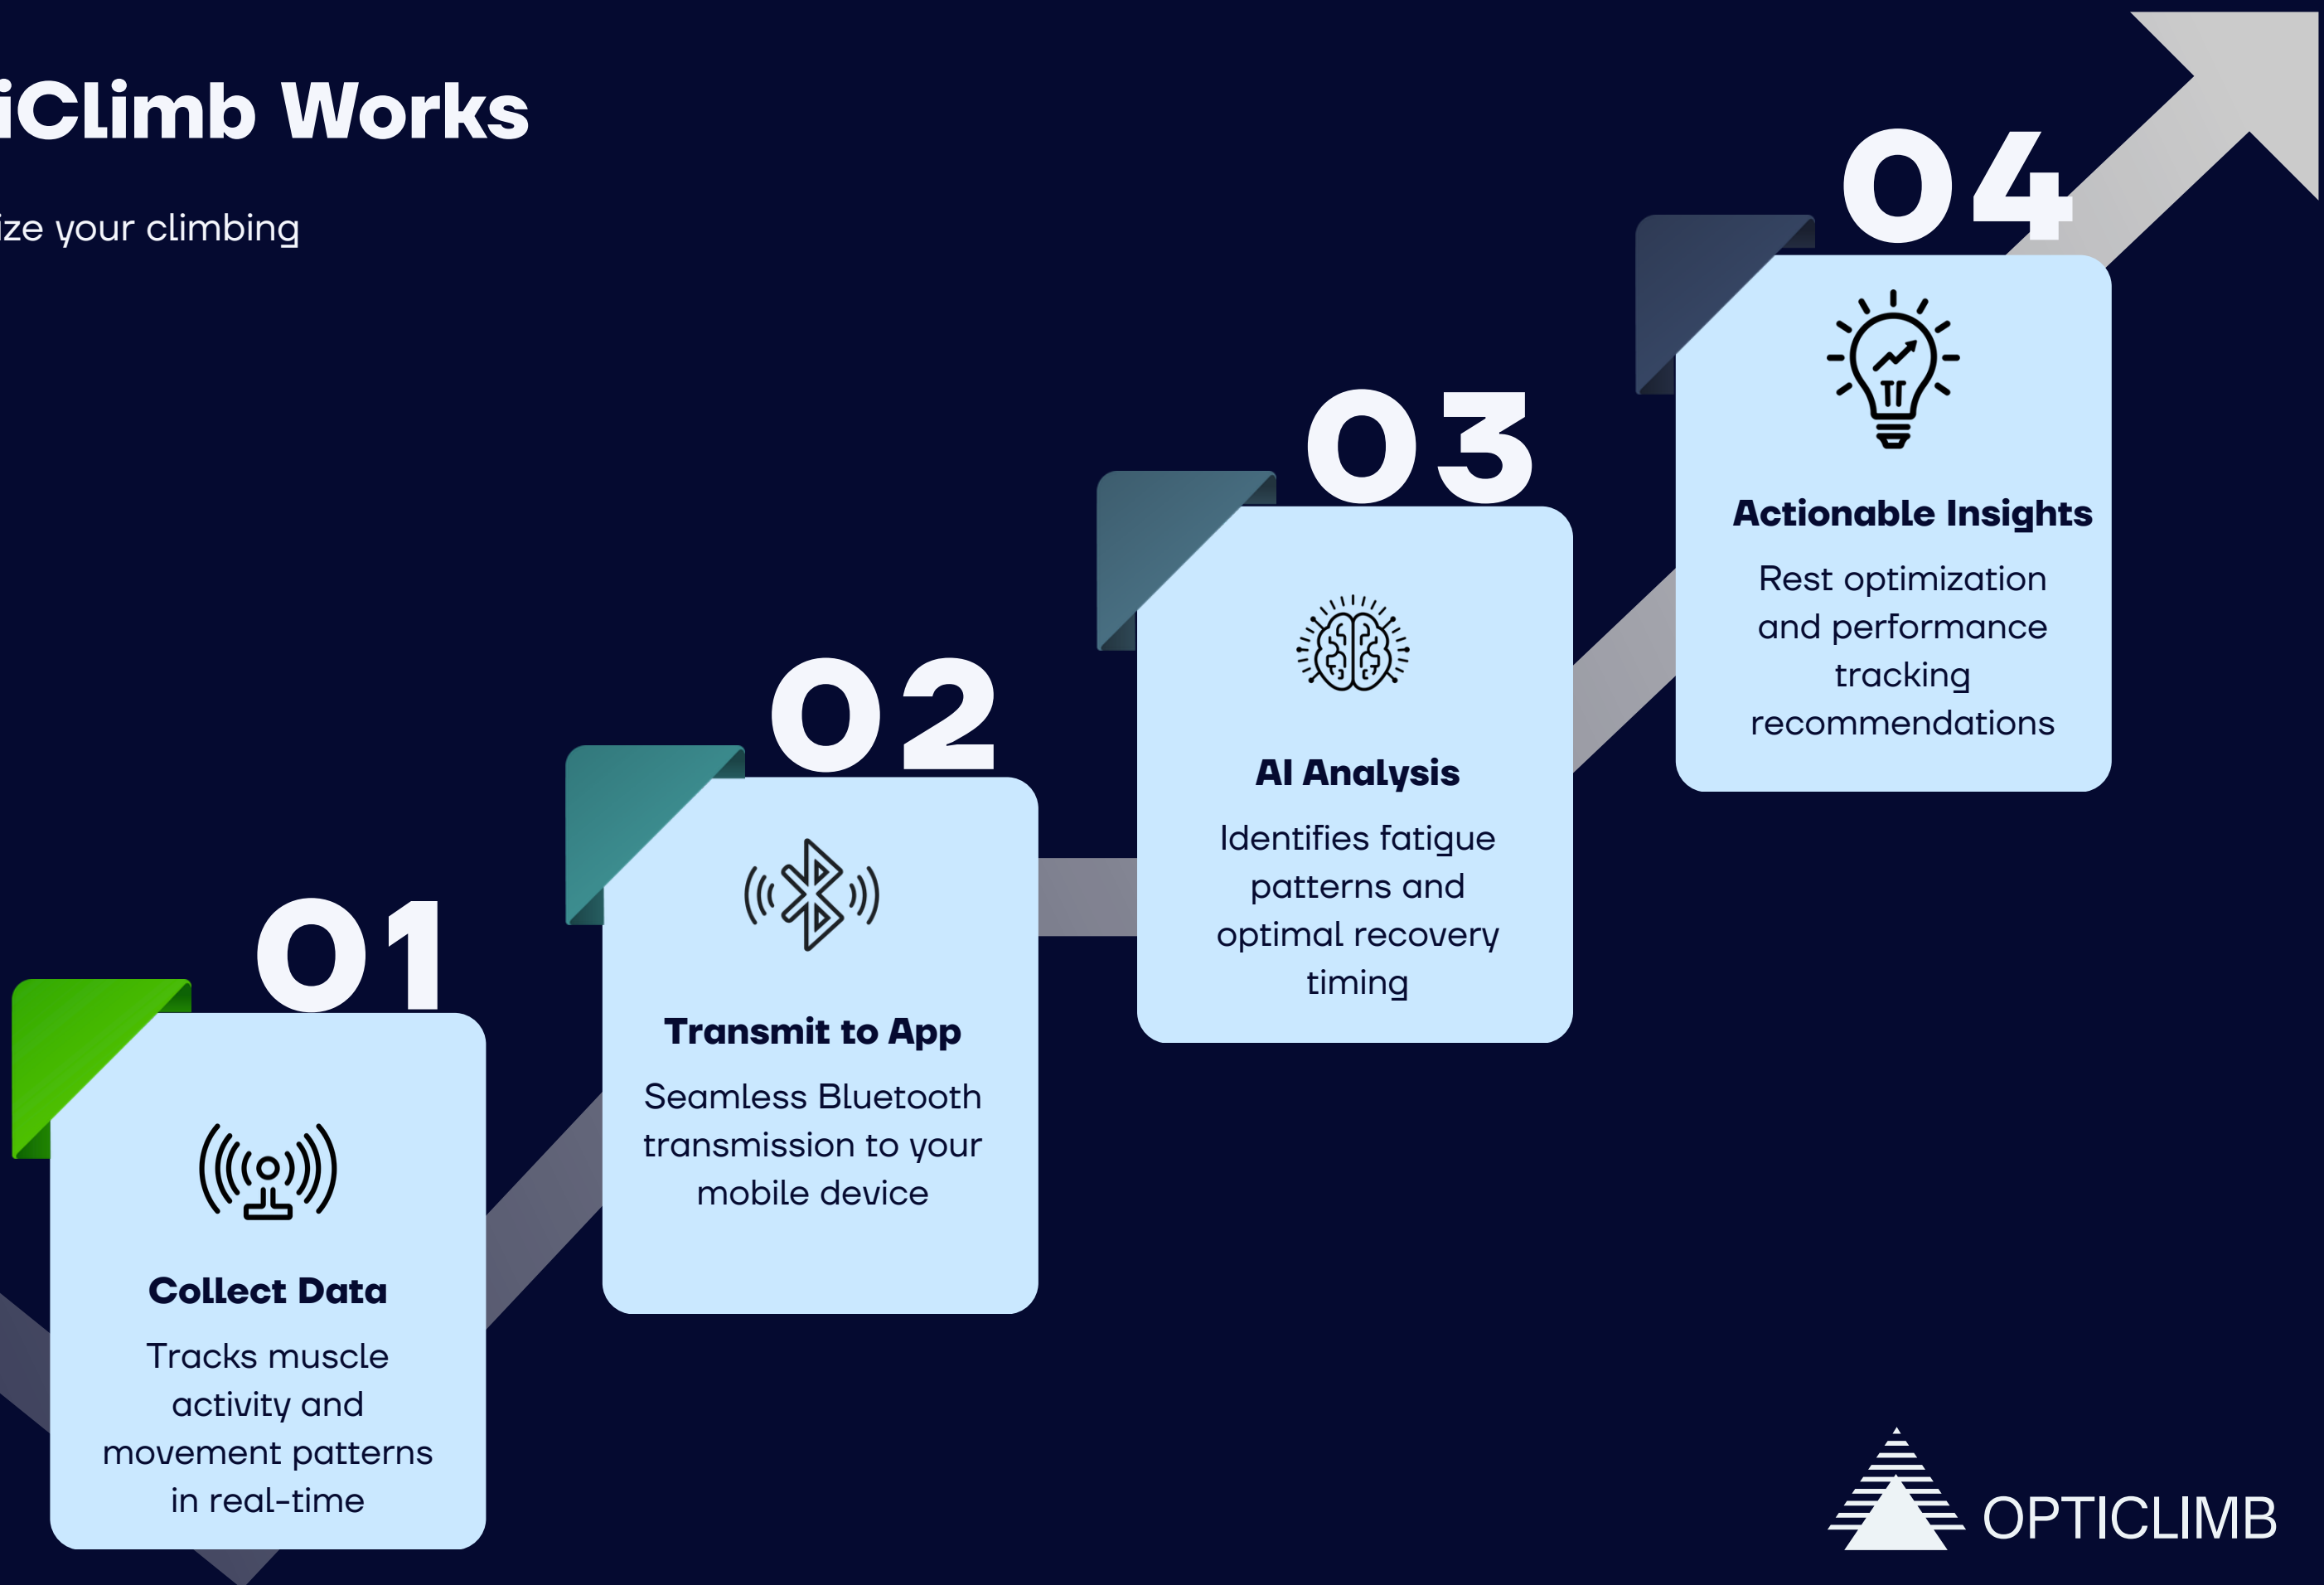 iClimb Works
ize your climbing
01
Collect Data
Tracks muscle
activity and
movement patterns
in real-time
02
Transmit to App
Seamless Bluetooth
transmission to your
mobile device
03
AI Analysis
Identifies fatigue
patterns and
optimal recovery
timing
04
Actionable Insights
Rest optimization
and performance
tracking
recommendations
OPTICLIMB